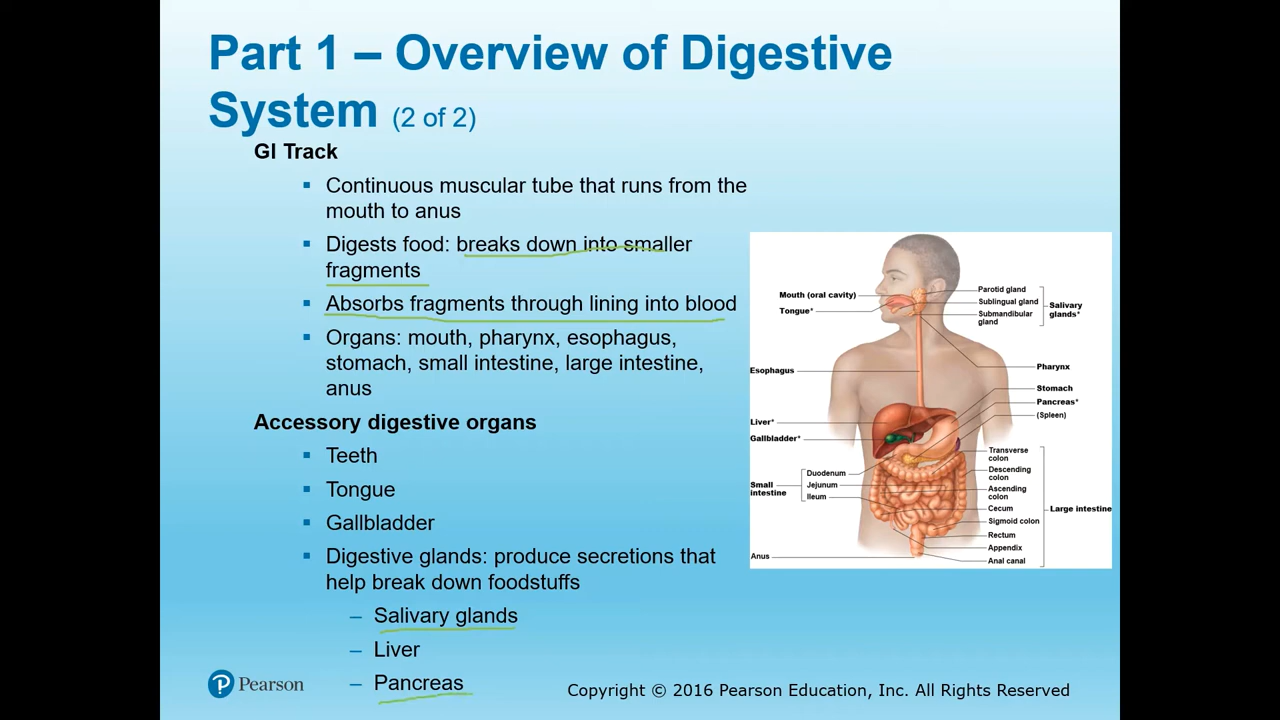 Part 1 – Overview of Digestive
System (2 of 2)
GI Track
▪ Continuous muscular tube that runs from the
mouth to anus
▪ Digests food: breaks down into smaller
fragments
▪ Absorbs fragments through lining into blood
▪ Organs: mouth, pharynx, esophagus,
stomach, small intestine, large intestine,
anus
Accessory digestive organs
▪ Teeth
▪ Tongue
▪ Gallbladder
▪ Digestive glands: produce secretions that
help break down foodstuffs
– Salivary glands
– Liver
– Pancreas
Mouth (oral cavity)
Tongue*
Esophagus
Liver*
Gallbladder*
Small
intestine
Duodenum
Jejunum
Ileum
Anus
Parotid gland
Sublingual gland
Submandibular
gland
Salivary
glands*
Pharynx
Stomach
Pancreas*
(Spleen)
Transverse
colon
Descending
colon
Ascending
colon
Cecum
Sigmoid colon
Rectum
Appendix
Anal canal
Large intestine
Pearson
Copyright © 2016 Pearson Education, Inc. All Rights Reserved